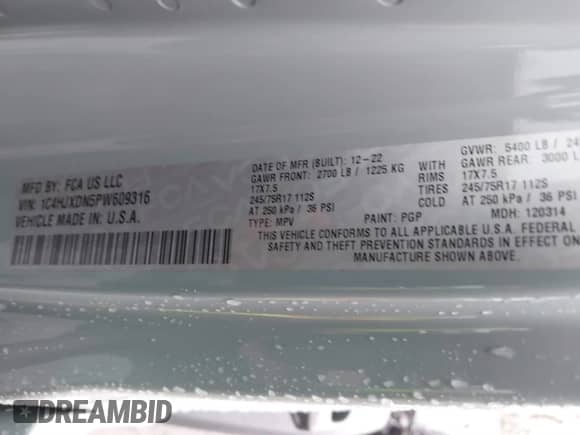 MFD BY: FCA US LLC
VIN: 1C4HJXDN5PW609316
VEHICLE MADE IN U.S.A.
DATE OF MFR (BUILT): 12-22
GAWR FRONT: 2700 LB / 1225 KG
17X7.5
245/75R17 112S
AT 250 kPa / 36 PSI
TYPE: MPV
PAINT: PGP
WITH
RIMS
TIRES
GVWR: 5400 LB / 24
GAWR REAR: 3000 L
17X7.5
245/75R17 112S
AT 250 kPa / 36 PSI
MDH: 120314
THIS VEHICLE CONFORMS TO ALL APPLICABLE U.S.A. FEDERAL
SAFETY AND THEFT STANDARDS IN EFFECT ON
MANUFACTURE SHOWN ABOVE.
DREAMBID